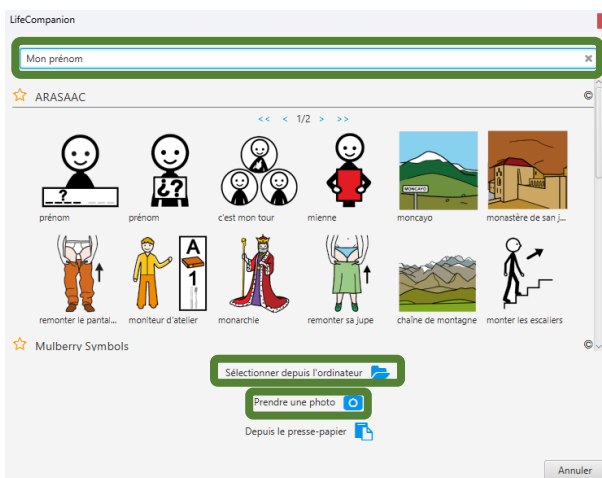 LifeCompanion
Mon prénom ×
ARASAAC ©
<< < 1/2 > >>
? 
¿?
MONCAYO
prénom prénom c'est mon tour mienne moncayo monastère de san j...
A
1
remonter le pantal... moniteur d'atelier monarchie remonter sa jupe chaîne de montagne monter les escaliers
Mulberry Symbols ©
Sélectionner depuis l'ordinateur
Prendre une photo
Depuis le presse-papier
Annuler